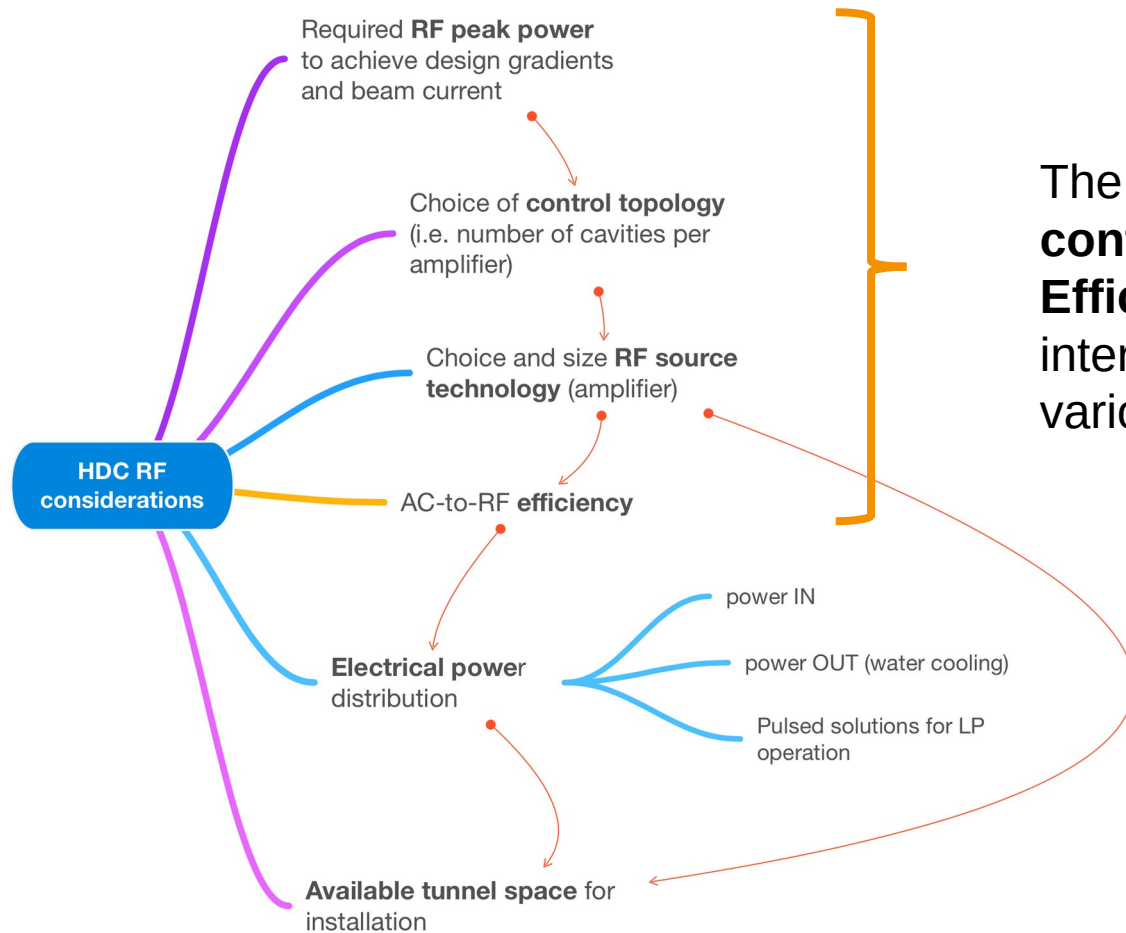 Required RF peak power
to achieve design gradients
and beam current
Choice of control topology
(i.e. number of cavities per
amplifier)
Choice and size RF source
technology (amplifier)
HDC RF
considerations
AC-to-RF efficiency
Electrical power
distribution
power IN
power OUT (water cooling)
Pulsed solutions for LP
operation
Available tunnel space for
installation
The